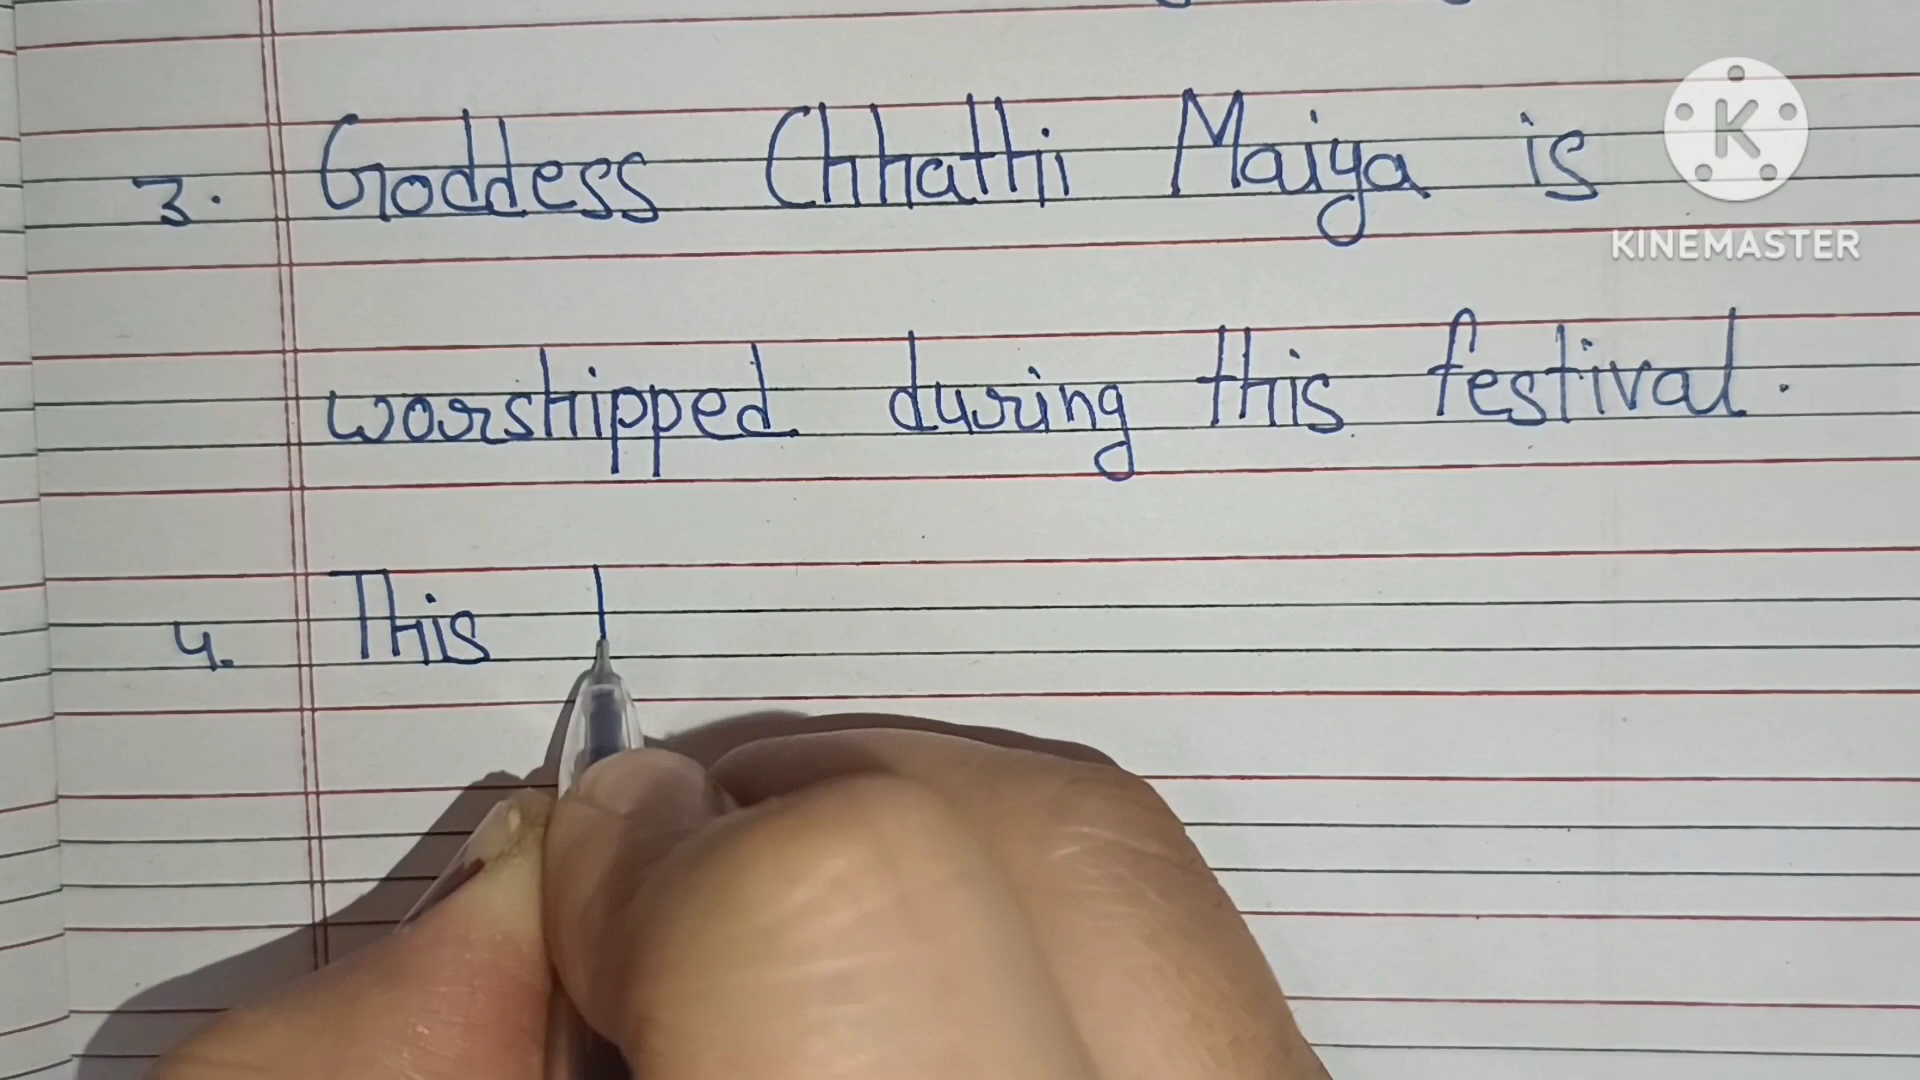 3. Goddess Chhathi Maiya is
K
KINEMASTER
worshipped during this festival.
4. This